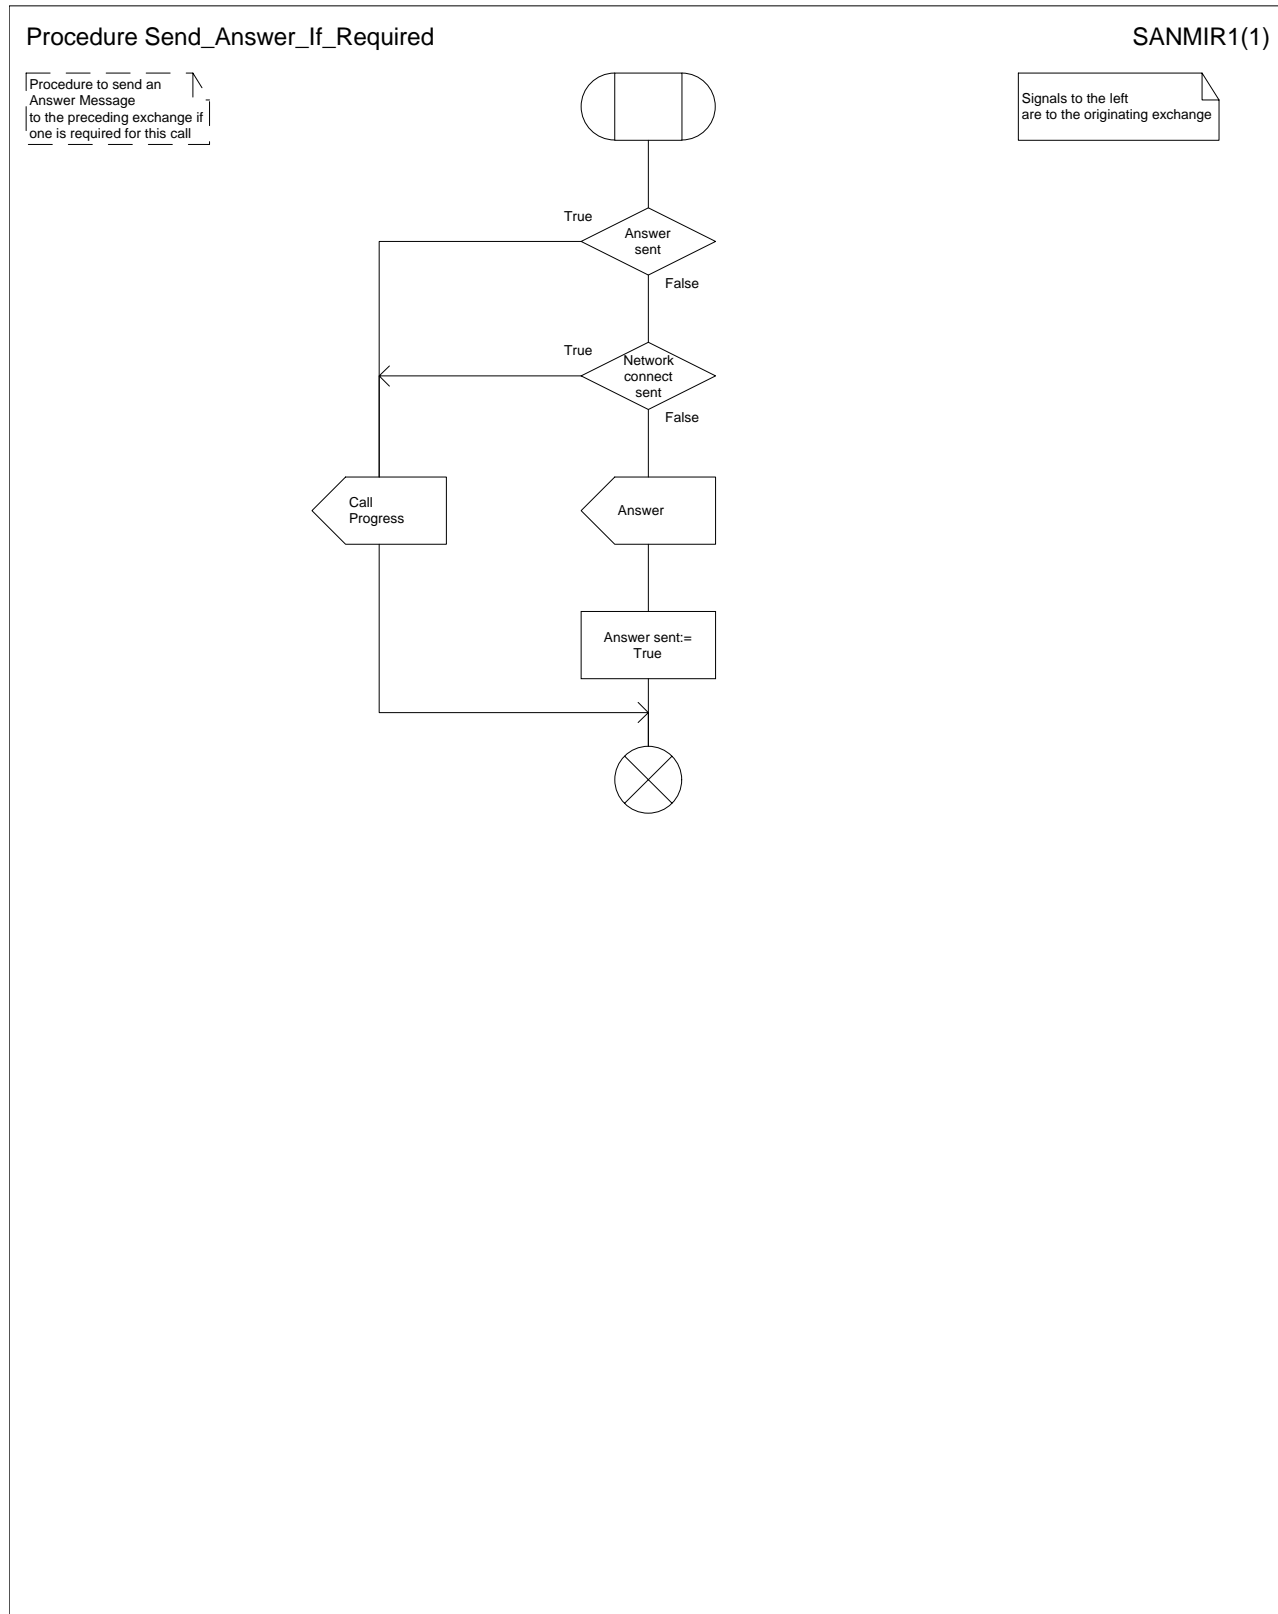 Procedure Send_Answer_If_Required
SANMIR1(1)
Procedure to send an
Answer Message
to the preceding exchange if
one is required for this call
Signals to the left
are to the originating exchange
True
Answer
sent
False
True
Network
connect
sent
False
Call
Progress
Answer
Answer sent:=
True